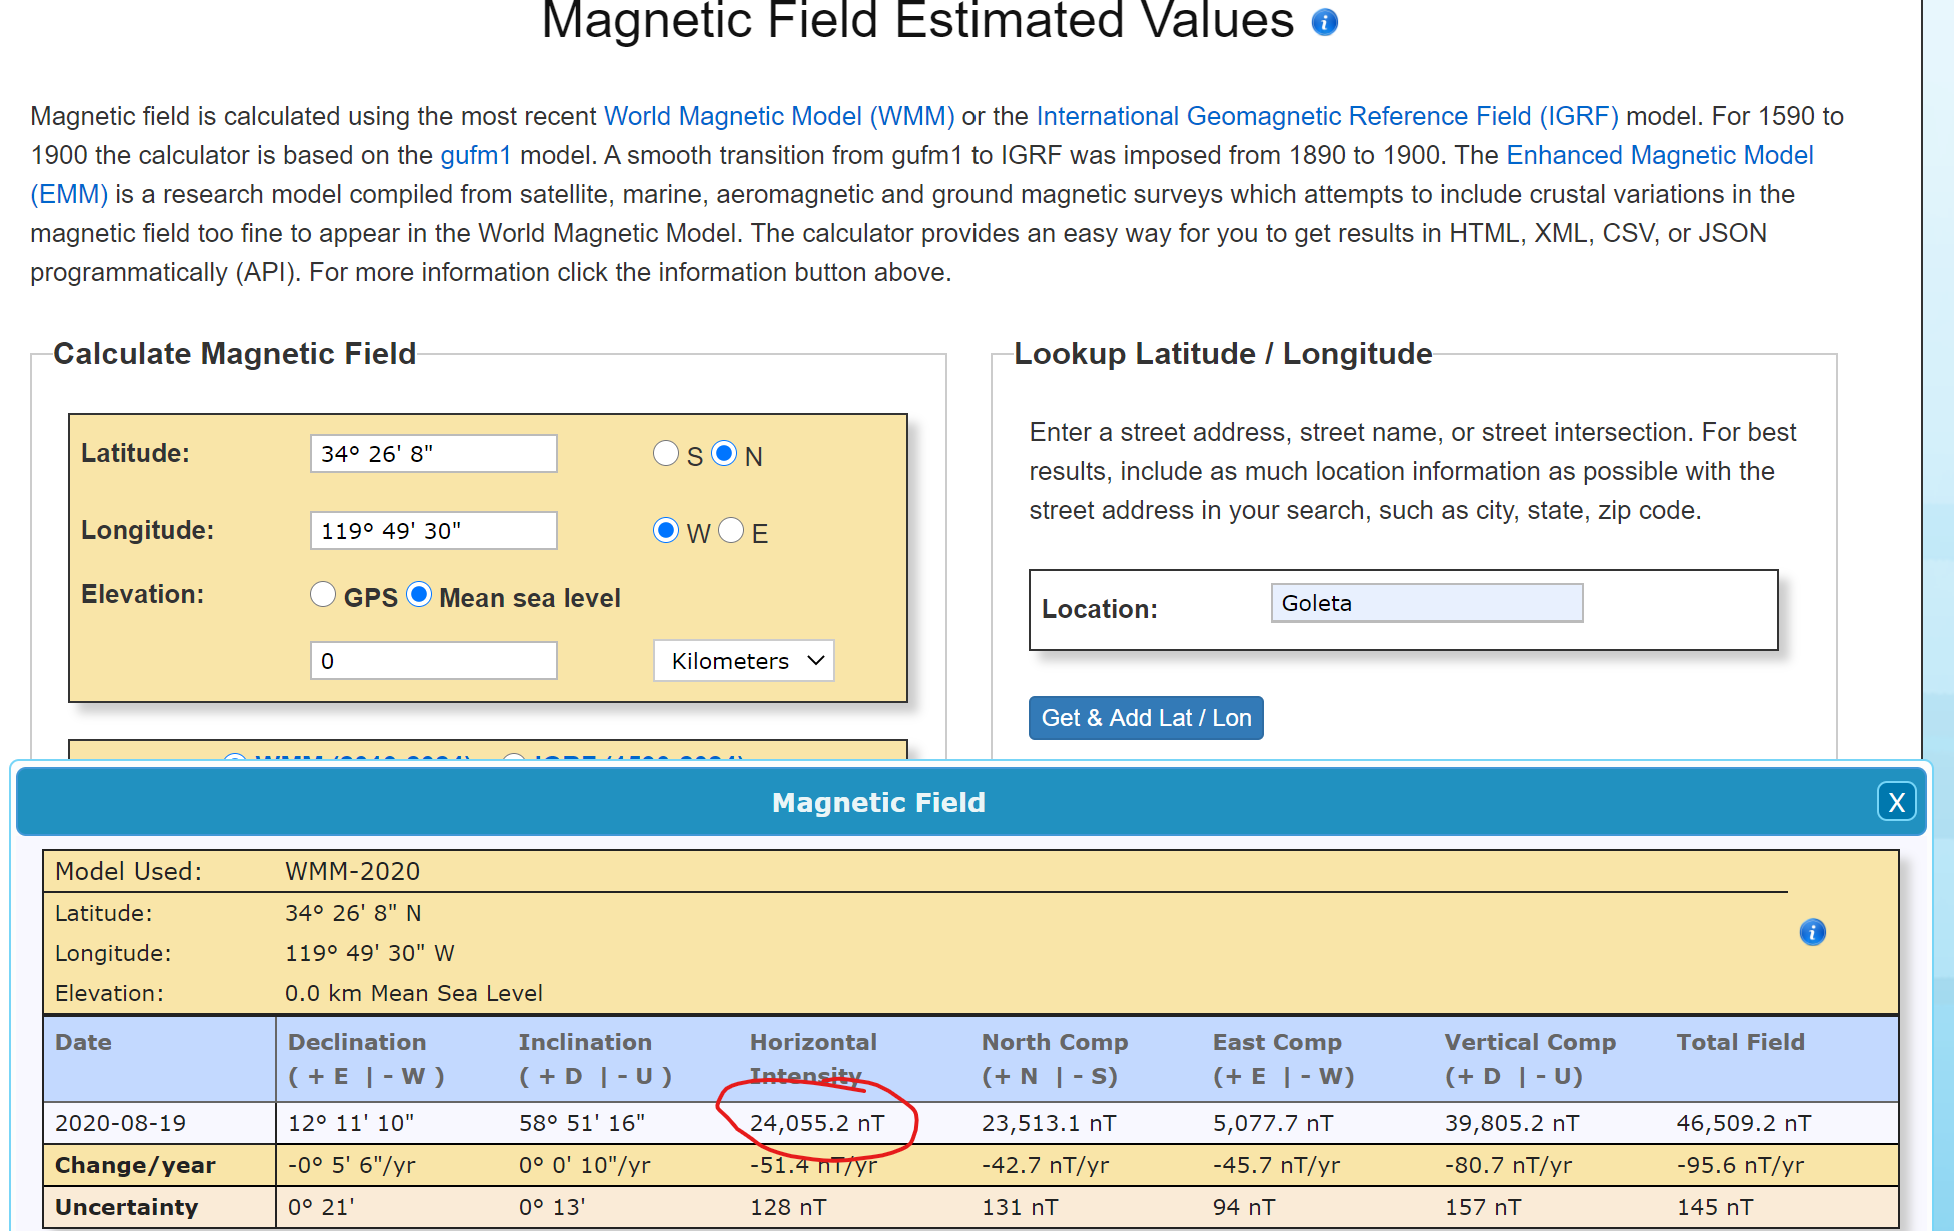 Magnetic Field Estimated Values
Magnetic field is calculated using the most recent World Magnetic Model (WMM) or the International Geomagnetic Reference Field (IGRF) model. For 1590 to
1900 the calculator is based on the gufm1 model. A smooth transition from gufm1 to IGRF was imposed from 1890 to 1900. The Enhanced Magnetic Model
(EMM) is a research model compiled from satellite, marine, aeromagnetic and ground magnetic surveys which attempts to include crustal variations in the
magnetic field too fine to appear in the World Magnetic Model. The calculator provides an easy way for you to get results in HTML, XML, CSV, or JSON
programmatically (API). For more information click the information button above.
Calculate Magnetic Field
Latitude: 34° 26' 8" S N
Longitude: 119° 49' 30" W E
Elevation: GPS Mean sea level
0 Kilometers
Lookup Latitude / Longitude
Enter a street address, street name, or street intersection. For best
results, include as much location information as possible with the
street address in your search, such as city, state, zip code.
Location: Goleta
Get & Add Lat / Lon
Magnetic Field X
Model Used: WMM-2020
Latitude: 34° 26' 8" N
Longitude: 119° 49' 30" W
Elevation: 0.0 km Mean Sea Level
Date Declination Inclination Horizontal North Comp East Comp Vertical Comp Total Field
( + E | - W ) ( + D | - U ) Intensity (+ N | - S) (+ E | - W) (+ D | - U)
2020-08-19 12° 11' 10" 58° 51' 16" 24,055.2 nT 23,513.1 nT 5,077.7 nT 39,805.2 nT 46,509.2 nT
Change/year -0° 5' 6"/yr 0° 0' 10"/yr -51.4 nT/yr -42.7 nT/yr -45.7 nT/yr -80.7 nT/yr -95.6 nT/yr
Uncertainty 0° 21' 0° 13' 128 nT 131 nT 94 nT 157 nT 145 nT